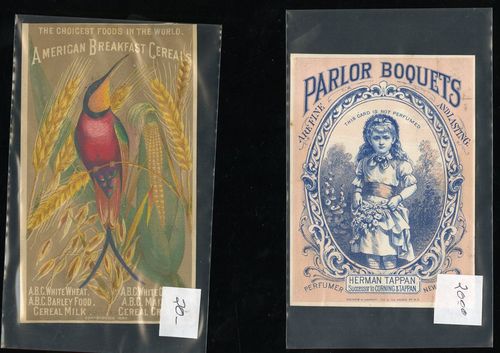 THE CHOICEST FOODS IN THE WORLD.
AMERICAN BREAKFAST CEREALS
A.B.C. WHITE WHEAT.
A.B.C. WHITE
A.B.C. BARLEY FOOD,
A.B.C.
CEREAL MILK.
CEREAL
20-
PARLOR BOQUETS
ARE FINE AND LASTING.
THIS CARD IS NOT PERFUMED
HERMAN TAPPAN
Successor to CORNING & TAPPAN
PERFUMER NEW
2000